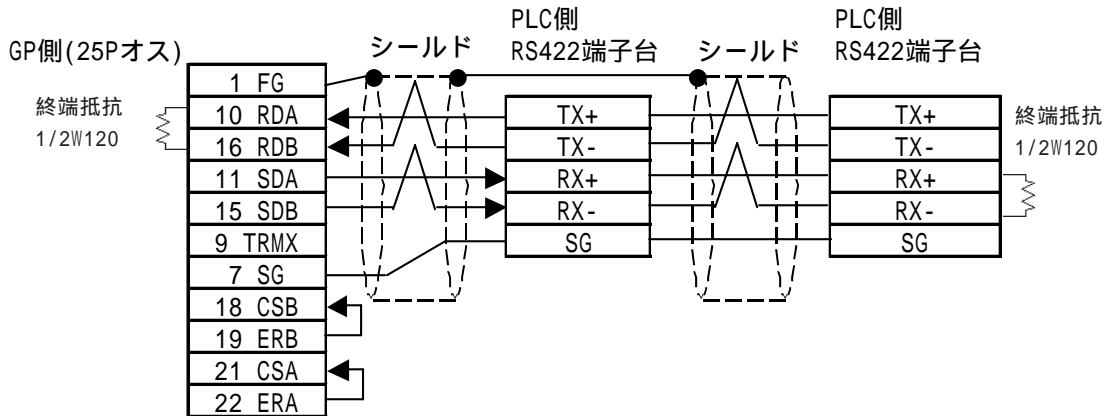 GP側(25Pオス)
シールド
PLC側
RS422端子台
シールド
PLC側
RS422端子台
終端抵抗
1/2W120
1 FG
10 RDA
16 RDB
11 SDA
15 SDB
9 TRMX
7 SG
18 CSB
19 ERB
21 CSA
22 ERA
TX+
TX-
RX+
RX-
SG
TX+
TX-
RX+
RX-
SG
終端抵抗
1/2W120